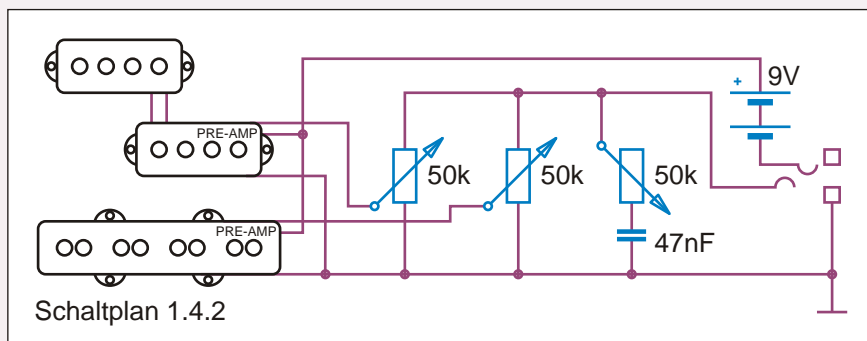 9V
+
PRE-AMP
50k
50k
50k
PRE-AMP
47nF
Schaltplan 1.4.2